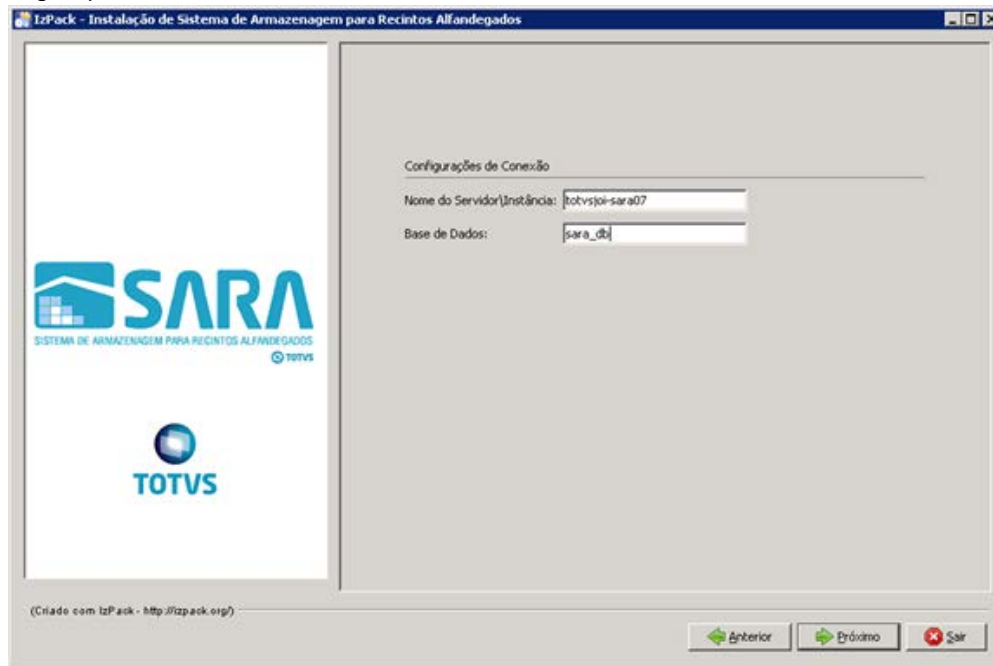 IzPack - Instalação de Sistema de Armazenagem para Recintos Alfandegados
Configurações de Conexão
Nome do Servidor\Instância: totvsjoi-sara07
Base de Dados: sara_db
SARA
SISTEMA DE ARMAZENAGEM PARA RECINTOS ALFANDEGADOS
TOTVS
TOTVS
(Criado com IzPack - http://izpack.org/)
Anterior Próximo Sair